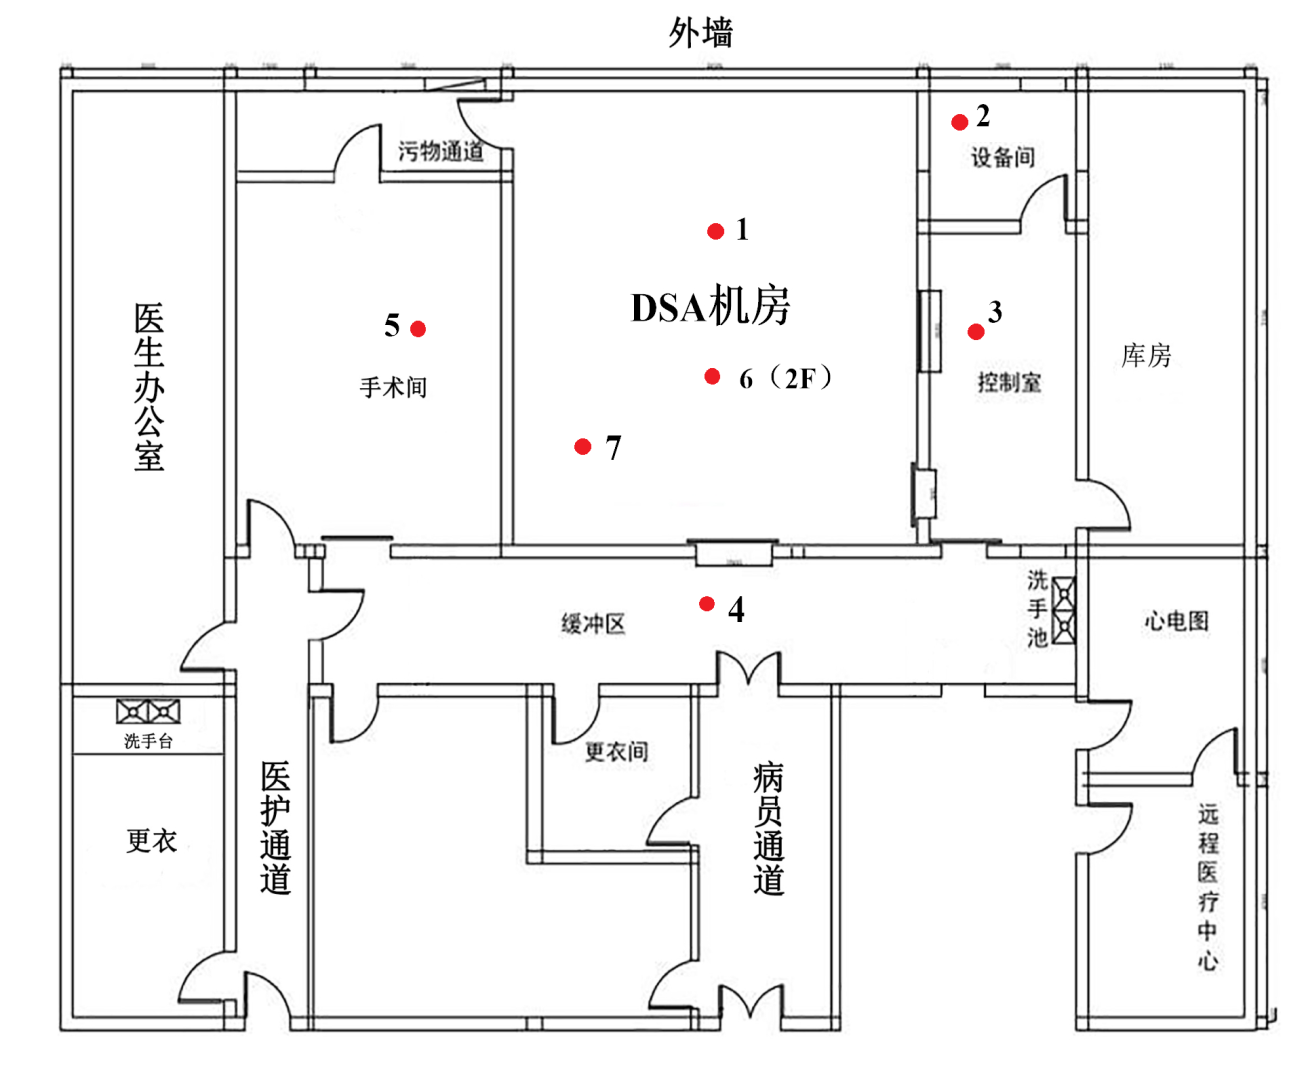 外墙
污物通道
2
设备间
1
DSA机房
3
5
医生办公室
手术间
库房
控制室
6（2F）
7
洗手池
4
缓冲区
心电图
洗手台
更衣间
医护通道
病员通道
更衣
远程医疗中心